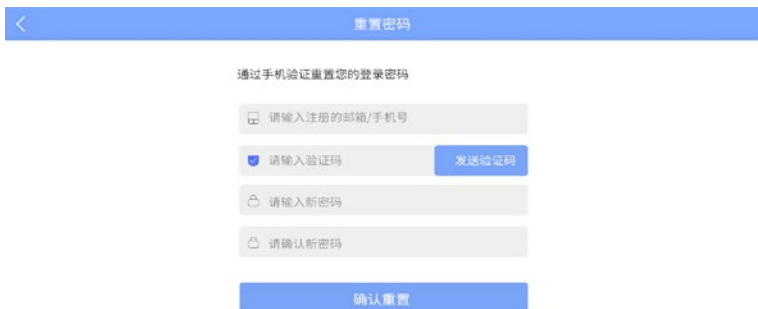 重置密码
通过手机验证重置您的登录密码
请输入注册的邮箱/手机号
请输入验证码
发送验证码
请输入新密码
请确认新密码
确认重置